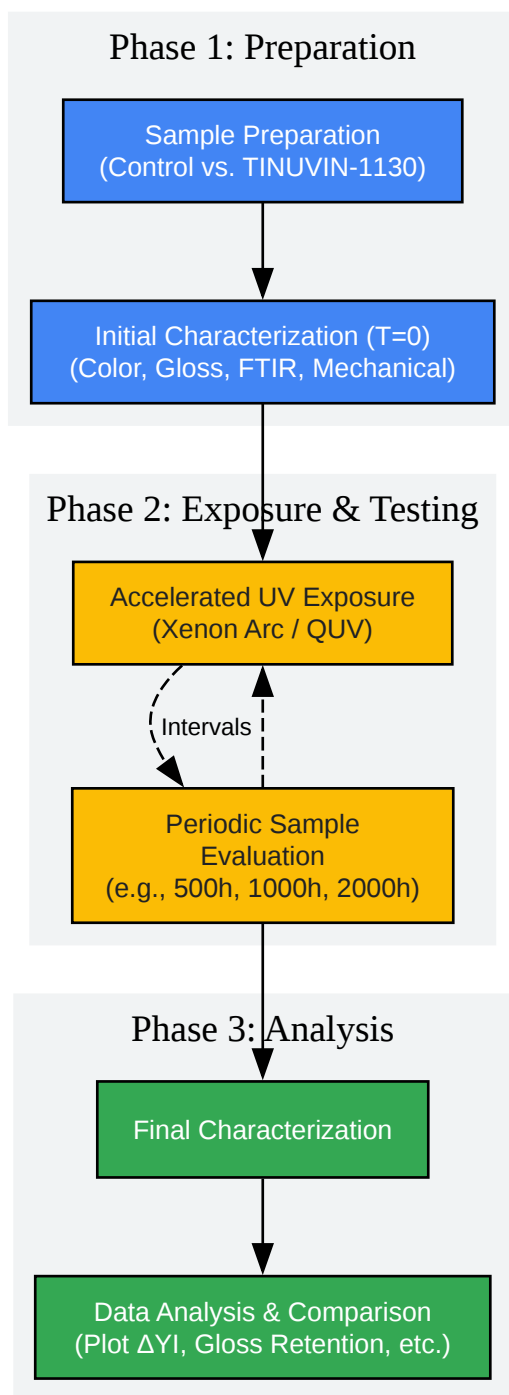 Phase 1: Preparation
Sample Preparation
(Control vs. TINUVIN-1130)
Initial Characterization (T=0)
(Color, Gloss, FTIR, Mechanical)
Phase 2: Exposure & Testing
Accelerated UV Exposure
(Xenon Arc / QUV)
Intervals
Periodic Sample
Evaluation
(e.g., 500h, 1000h, 2000h)
Phase 3: Analysis
Final Characterization
Data Analysis & Comparison
(Plot ΔYI, Gloss Retention, etc.)